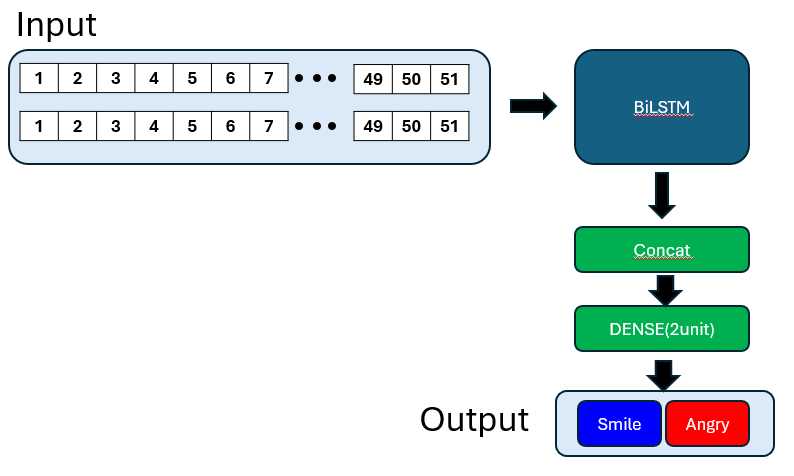 Input
1 2 3 4 5 6 7 • • • 49 50 51
1 2 3 4 5 6 7 • • • 49 50 51
BiLSTM
Concat
DENSE(2unit)
Output
Smile Angry